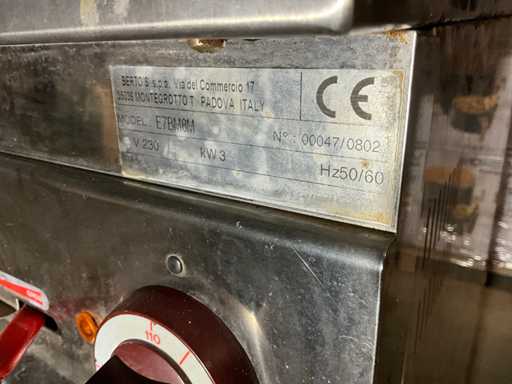 BERTO'S s.p.a. Via del Commercio 17
35036 MONTEGROTTO T. PADOVA ITALY
CE
MODEL. E7BM8M
N° : 00047/0802
V 230
kW 3
Hz50/60
110